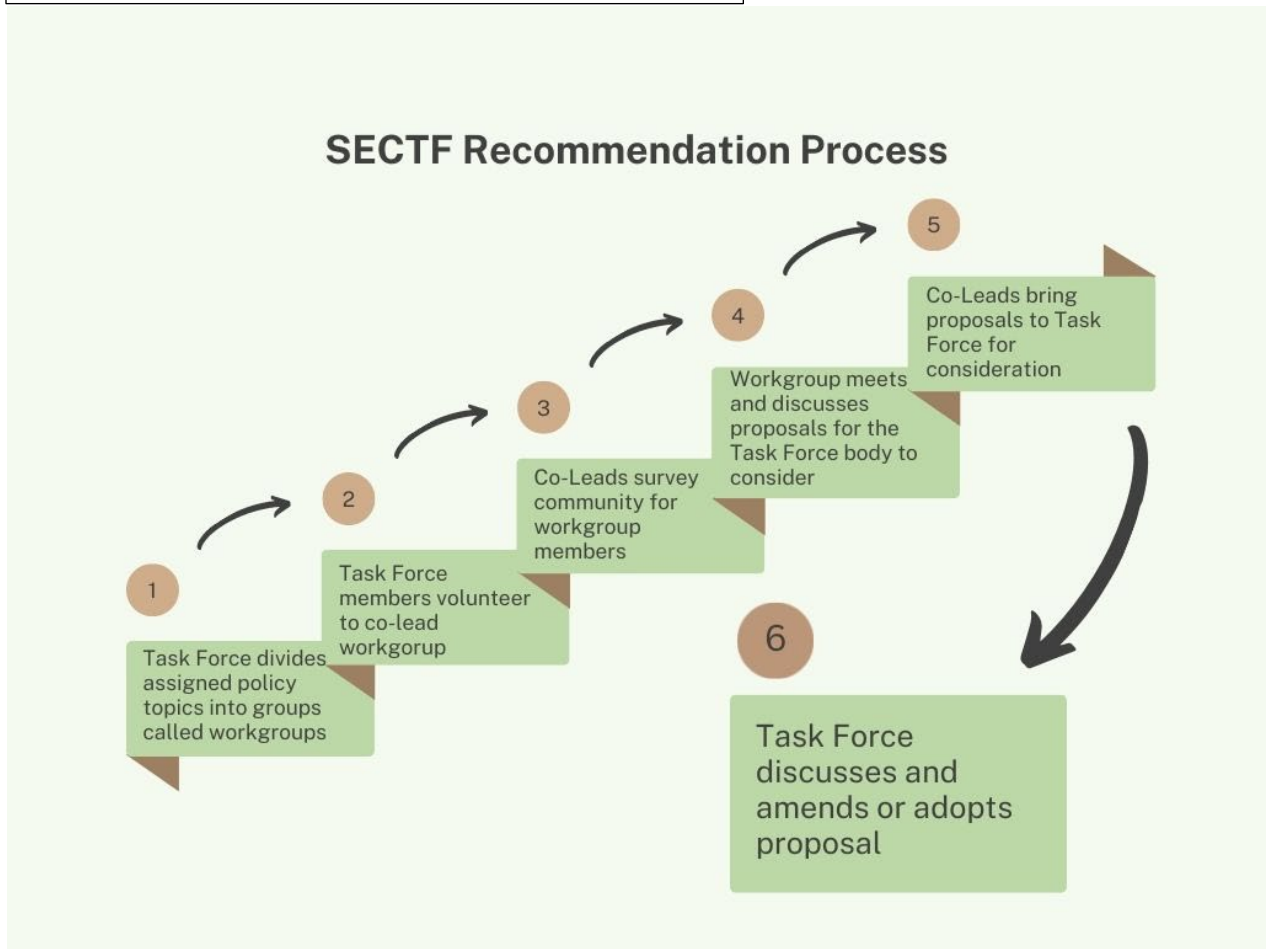 SECTF Recommendation Process
1
Task Force divides
assigned policy
topics into groups
called workgroups
2
Task Force
members volunteer
to co-lead
workgorup
3
Co-Leads survey
community for
workgroup
members
4
Workgroup meets
and discusses
proposals for the
Task Force body to
consider
5
Co-Leads bring
proposals to Task
Force for
consideration
6
Task Force
discusses and
amends or adopts
proposal